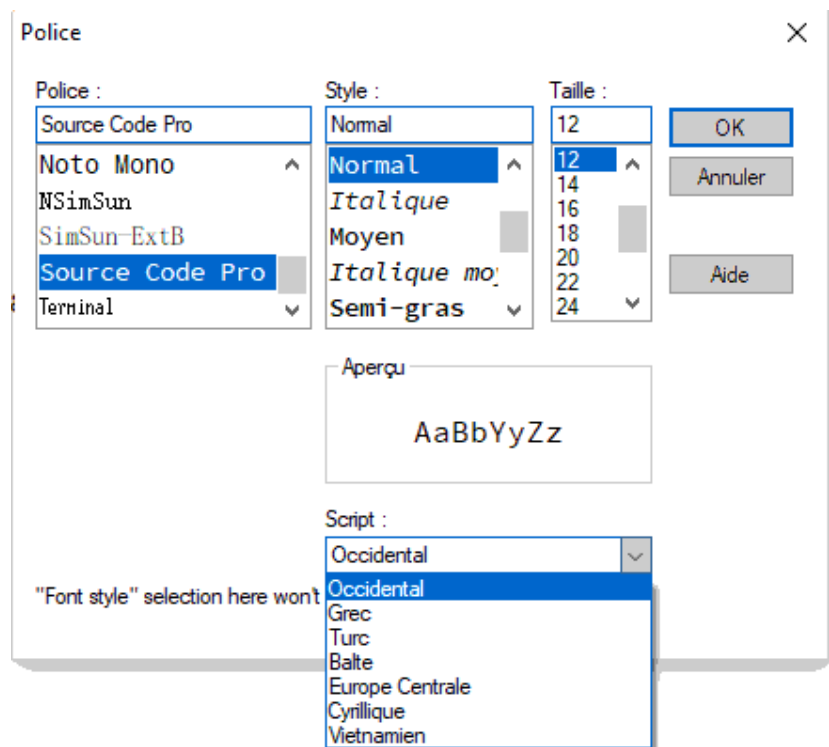 Police
Police :
Style :
Taille :
Source Code Pro
Normal
12
OK
Noto Mono
NSimSun
SimSun-ExtB
Source Code Pro
Terminal
Normal
Italique
Moyen
Italique mo
Semi-gras
12
14
16
18
20
22
24
Annuler
Aide
Aperçu
AaBbYyZz
Script :
Occidental
"Font style" selection here won't
Occidental
Grec
Turc
Balte
Europe Centrale
Cyrillique
Vietnamien